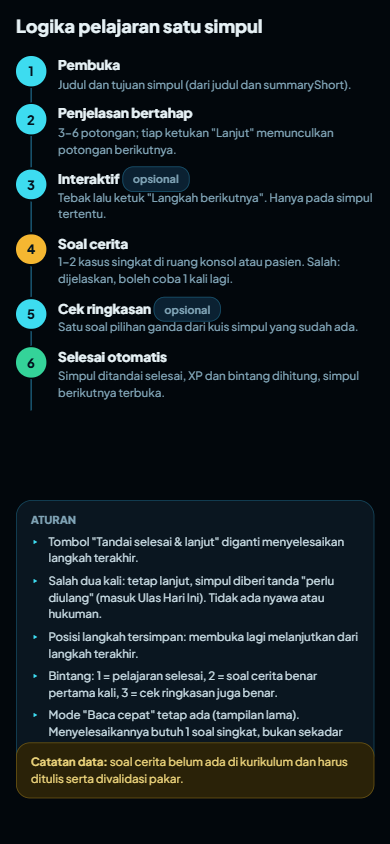 Logika pelajaran satu simpul
1
Pembuka
Judul dan tujuan simpul (dari judul dan summaryShort).
2
Penjelasan bertahap
3–6 potongan; tiap ketukan "Lanjut" memunculkan
potongan berikutnya.
3
Interaktif opsional
Tebak lalu ketuk "Langkah berikutnya". Hanya pada simpul
tertentu.
4
Soal cerita
1–2 kasus singkat di ruang konsol atau pasien. Salah:
dijelaskan, boleh coba 1 kali lagi.
5
Cek ringkasan opsional
Satu soal pilihan ganda dari kuis simpul yang sudah ada.
6
Selesai otomatis
Simpul ditandai selesai, XP dan bintang dihitung, simpul
berikutnya terbuka.
ATURAN
▸ Tombol "Tandai selesai & lanjut" diganti menyelesaikan
langkah terakhir.
▸ Salah dua kali: tetap lanjut, simpul diberi tanda "perlu
diulang" (masuk Ulas Hari Ini). Tidak ada nyawa atau
hukuman.
▸ Posisi langkah tersimpan: membuka lagi melanjutkan dari
langkah terakhir.
▸ Bintang: 1 = pelajaran selesai, 2 = soal cerita benar
pertama kali, 3 = cek ringkasan juga benar.
▸ Mode "Baca cepat" tetap ada (tampilan lama).
Menyelesaikannya butuh 1 soal singkat, bukan sekadar
Catatan data: soal cerita belum ada di kurikulum dan harus
ditulis serta divalidasi pakar.